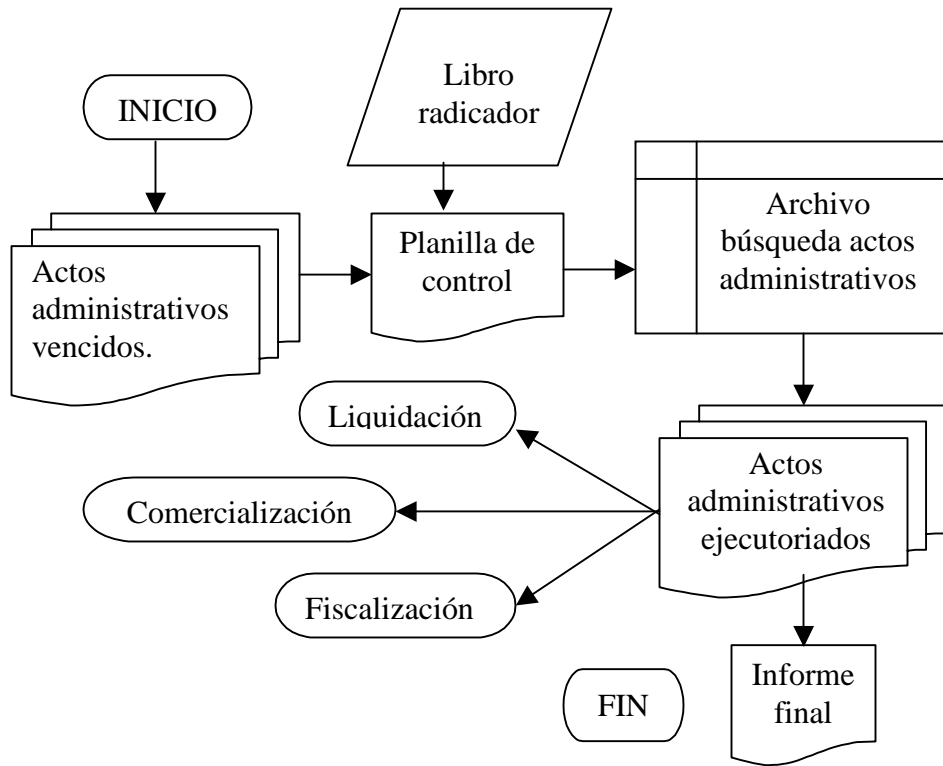 INICIO
Libro
radicador
Actos
administrativos
vencidos.
Planilla de
control
Archivo
búsqueda actos
administrativos
Liquidación
Comercialización
Fiscalización
Actos
administrativos
ejecutoriados
FIN
Informe
final